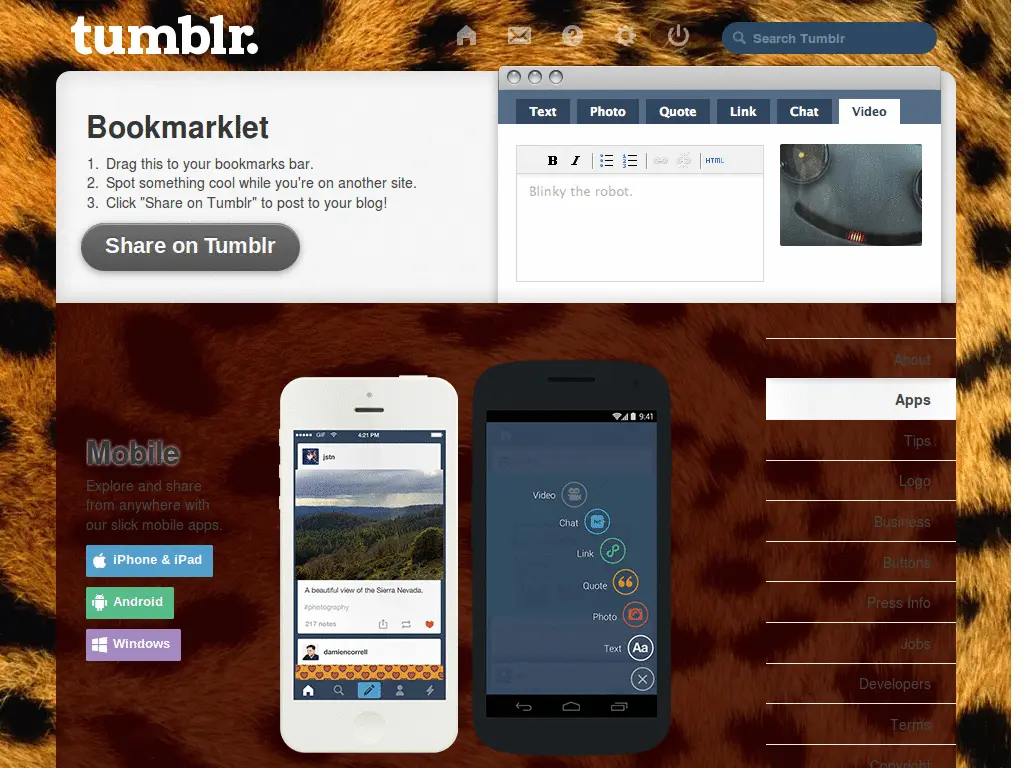 tumblr.
Search Tumblr
Bookmarklet
1. Drag this to your bookmarks bar.
2. Spot something cool while you're on another site.
3. Click "Share on Tumblr" to post to your blog!
Share on Tumblr
Text Photo Quote Link Chat Video
B I HTML
Blinky the robot.
Mobile
Explore and share
from anywhere with
our slick mobile apps.
iPhone & iPad
Android
Windows
GIF 4:21 PM
jstn
A beautiful view of the Sierra Nevada.
#photography
217 notes
damiencorrell
9:41
Video
Chat
Link
Quote
Photo
Text Aa
About
Apps
Tips
Logo
Business
Buttons
Press Info
Jobs
Developers
Terms
Copyright